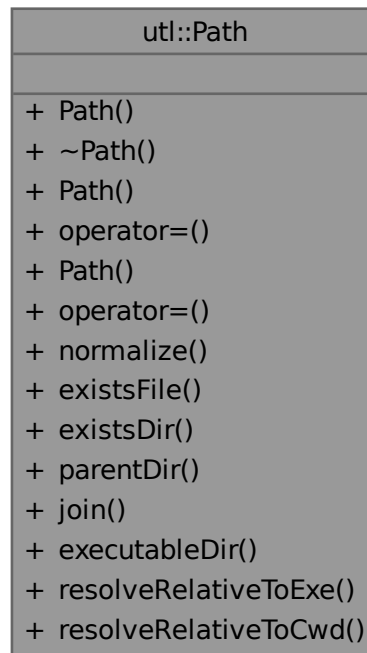 utl::Path
+ Path()
+ ~Path()
+ Path()
+ operator=()
+ Path()
+ operator=()
+ normalize()
+ existsFile()
+ existsDir()
+ parentDir()
+ join()
+ executableDir()
+ resolveRelativeToExe()
+ resolveRelativeToCwd()